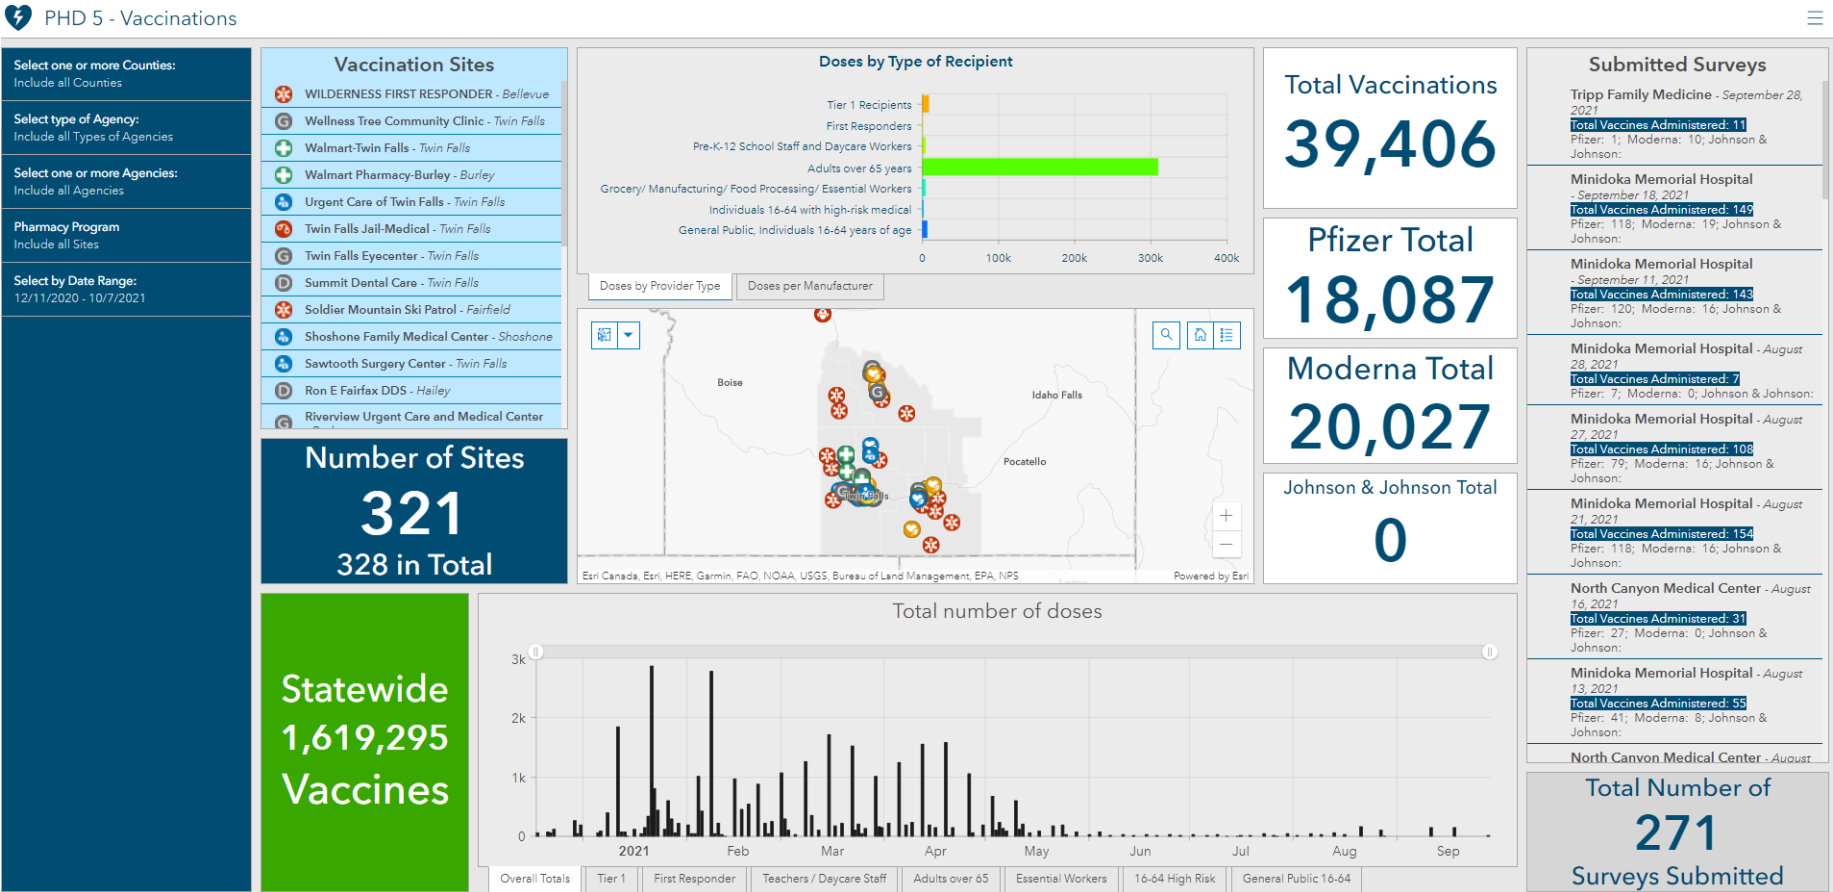 PHD 5 - Vaccinations
Select one or more Counties:
Include all Counties
Select type of Agency:
Include all Types of Agencies
Select one or more Agencies:
Include all Agencies
Pharmacy Program
Include all Sites
Select by Date Range:
12/11/2020 - 10/7/2021
Vaccination Sites
WILDERNESS FIRST RESPONDER - Bellevue
G Wellness Tree Community Clinic - Twin Falls
Walmart-Twin Falls - Twin Falls
Walmart Pharmacy-Burley - Burley
Urgent Care of Twin Falls - Twin Falls
Twin Falls Jail-Medical - Twin Falls
G Twin Falls Eyecenter - Twin Falls
D Summit Dental Care - Twin Falls
Soldier Mountain Ski Patrol - Fairfield
Shoshone Family Medical Center - Shoshone
Sawtooth Surgery Center - Twin Falls
D Ron E Fairfax DDS - Hailey
G Riverview Urgent Care and Medical Center
Number of Sites
321
328 in Total
Statewide
1,619,295
Vaccines
Doses by Type of Recipient
Tier 1 Recipients
First Responders
Pre-K-12 School Staff and Daycare Workers
Adults over 65 years
Grocery/ Manufacturing/ Food Processing/ Essential Workers
Individuals 16-64 with high-risk medical
General Public, Individuals 16-64 years of age
0 100k 200k 300k 400k
Doses by Provider Type Doses per Manufacturer
Boise
Idaho Falls
G
Pocatello
G Twin Falls
Esri Canada, Esri, HERE, Garmin, FAO, NOAA, USGS, Bureau of Land Management, EPA, NPS Powered by Esri
Total Vaccinations
39,406
Pfizer Total
18,087
Moderna Total
20,027
Johnson & Johnson Total
0
Total number of doses
3k
2k
1k
0
2021 Feb Mar Apr May Jun Jul Aug Sep
Overall Totals Tier 1 First Responder Teachers / Daycare Staff Adults over 65 Essential Workers 16-64 High Risk General Public 16-64
Submitted Surveys
Tripp Family Medicine - September 28,
2021
Total Vaccines Administered: 11
Pfizer: 1; Moderna: 10; Johnson &
Johnson:
Minidoka Memorial Hospital
- September 18, 2021
Total Vaccines Administered: 149
Pfizer: 118; Moderna: 19; Johnson &
Johnson:
Minidoka Memorial Hospital
- September 11, 2021
Total Vaccines Administered: 143
Pfizer: 120; Moderna: 16; Johnson &
Johnson:
Minidoka Memorial Hospital - August
28, 2021
Total Vaccines Administered: 7
Pfizer: 7; Moderna: 0; Johnson & Johnson:
Minidoka Memorial Hospital - August
27, 2021
Total Vaccines Administered: 108
Pfizer: 79; Moderna: 16; Johnson &
Johnson:
Minidoka Memorial Hospital - August
21, 2021
Total Vaccines Administered: 154
Pfizer: 118; Moderna: 16; Johnson &
Johnson:
North Canyon Medical Center - August
16, 2021
Total Vaccines Administered: 31
Pfizer: 27; Moderna: 0; Johnson &
Johnson:
Minidoka Memorial Hospital - August
13, 2021
Total Vaccines Administered: 55
Pfizer: 41; Moderna: 8; Johnson &
Johnson:
North Canyon Medical Center - August
Total Number of
271
Surveys Submitted